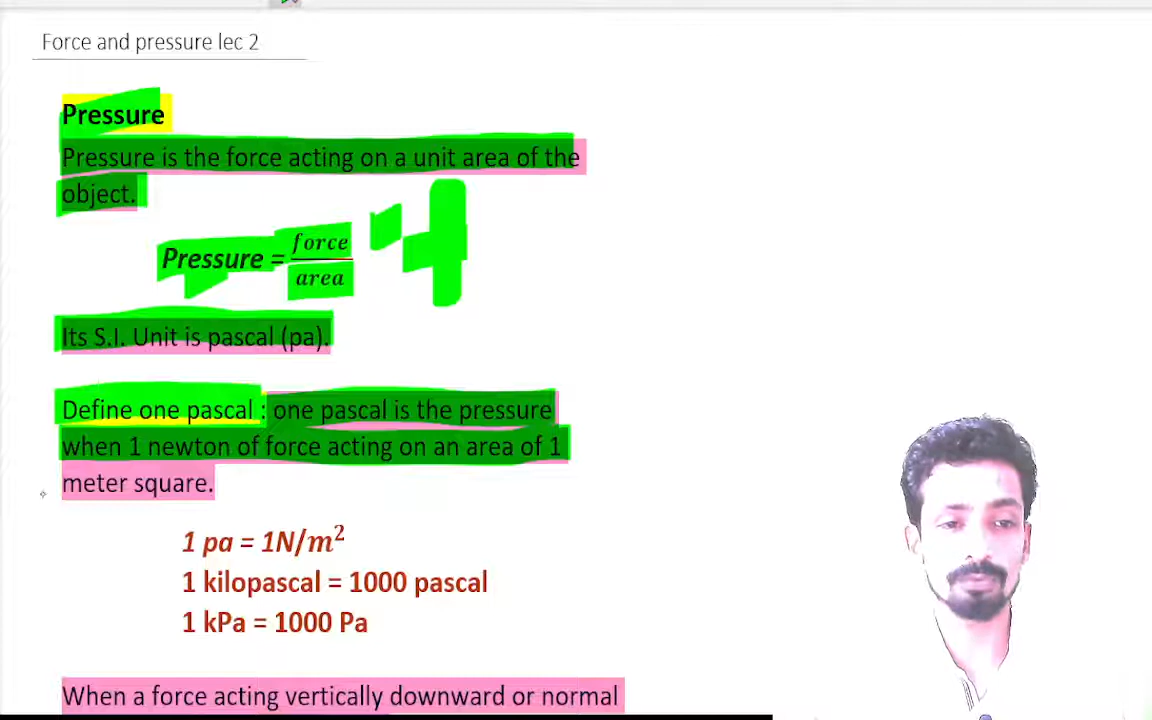 Force and pressure lec 2
Pressure
Pressure is the force acting on a unit area of the
object.
Pressure = force/area
Its S.I. Unit is pascal (pa).
Define one pascal : one pascal is the pressure
when 1 newton of force acting on an area of 1
meter square.
1 pa = 1N/m²
1 kilopascal = 1000 pascal
1 kPa = 1000 Pa
When a force acting vertically downward or normal